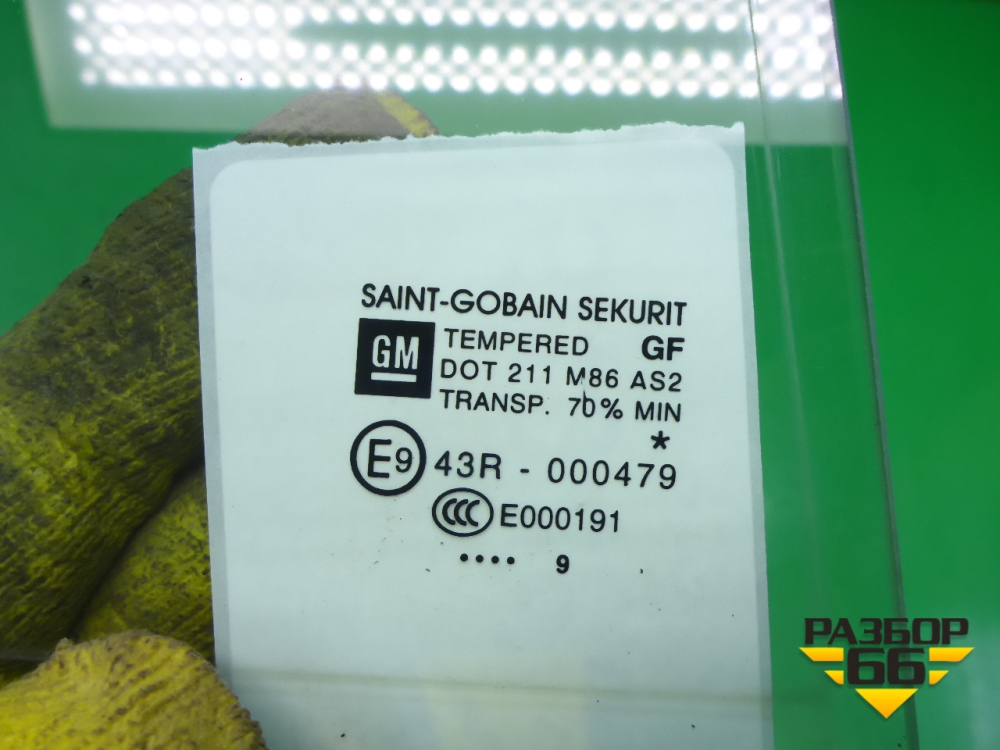 SAINT-GOBAIN SEKURIT
GM TEMPERED GF
DOT 211 M86 AS2
TRANSP. 70% MIN
*
E9 43R - 000479
CCC E000191
•••• 9
РАЗБОР
66